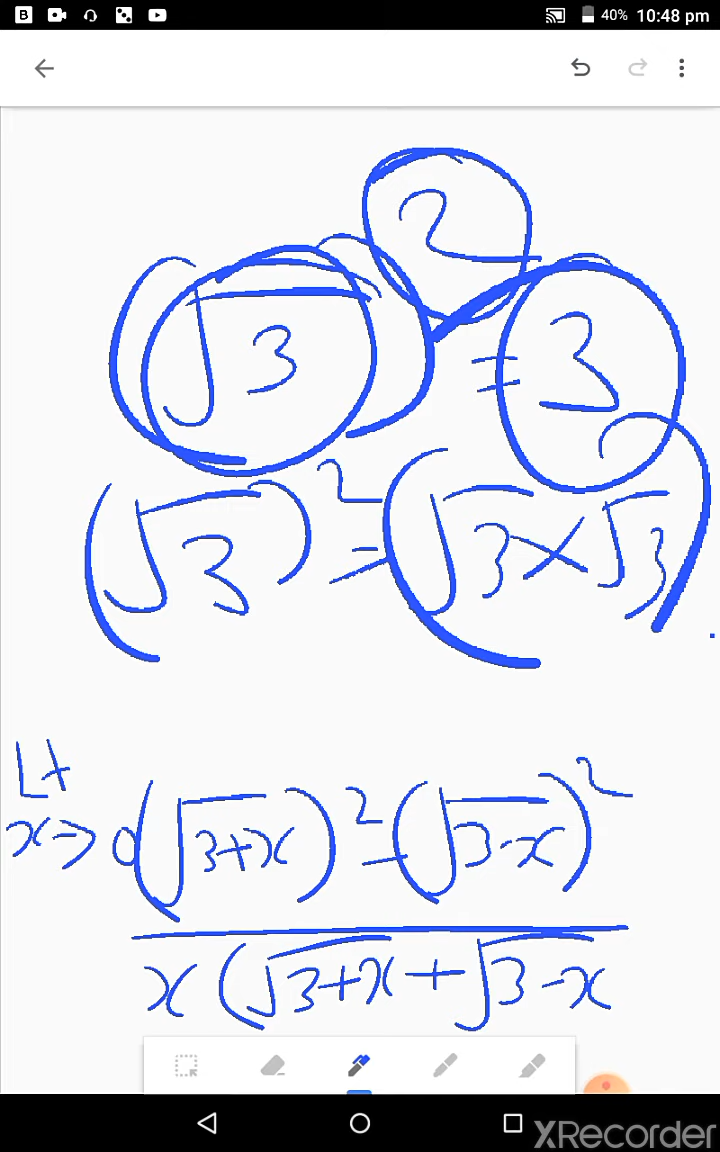 B 40% 10:48 pm
(√3)² = 3
(√3)² = (√3×√3)
Lt
x→0 (√3+x)² - (√3-x)²
x(√3+x + √3-x
XRecorder